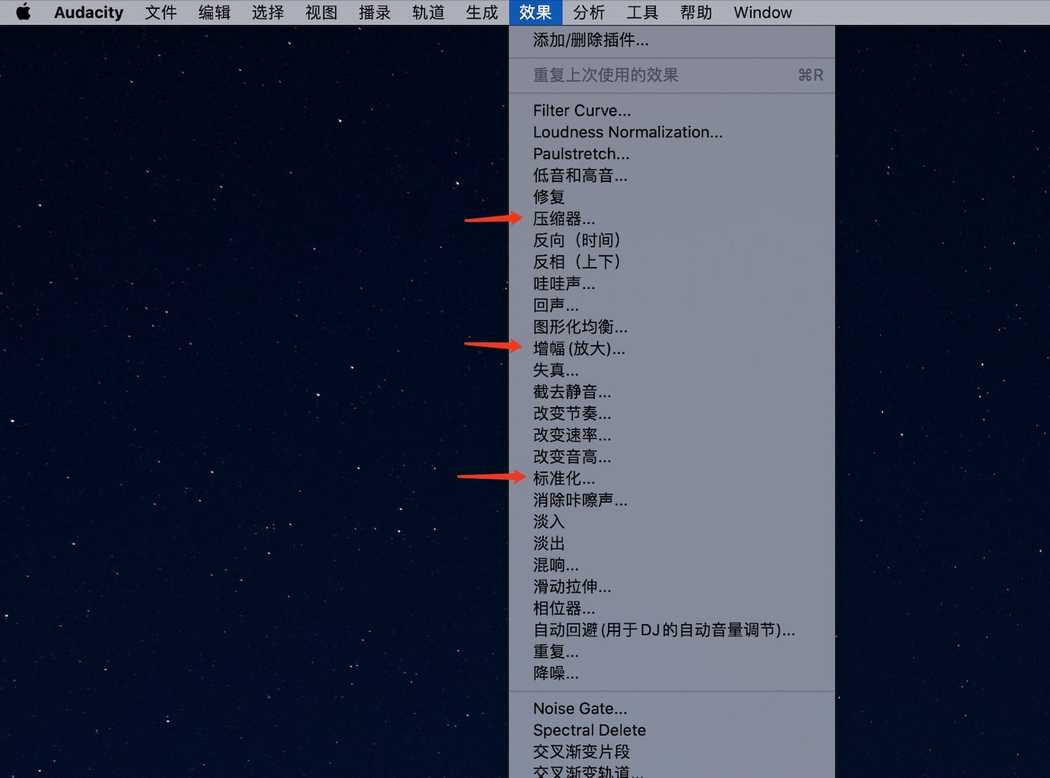 Audacity 文件 编辑 选择 视图 播录 轨道 生成 效果 分析 工具 帮助 Window
添加/删除插件...
重复上次使用的效果 ⌘R
Filter Curve...
Loudness Normalization...
Paulstretch...
低音和高音...
修复
压缩器...
反向（时间）
反相（上下）
哇哇声...
回声...
图形化均衡...
增幅(放大)...
失真...
截去静音...
改变节奏...
改变速率...
改变音高...
标准化...
消除咔嚓声...
淡入
淡出
混响...
滑动拉伸...
相位器...
自动回避(用于DJ的自动音量调节)...
重复...
降噪...
Noise Gate...
Spectral Delete
交叉渐变片段
交叉渐变轨道...